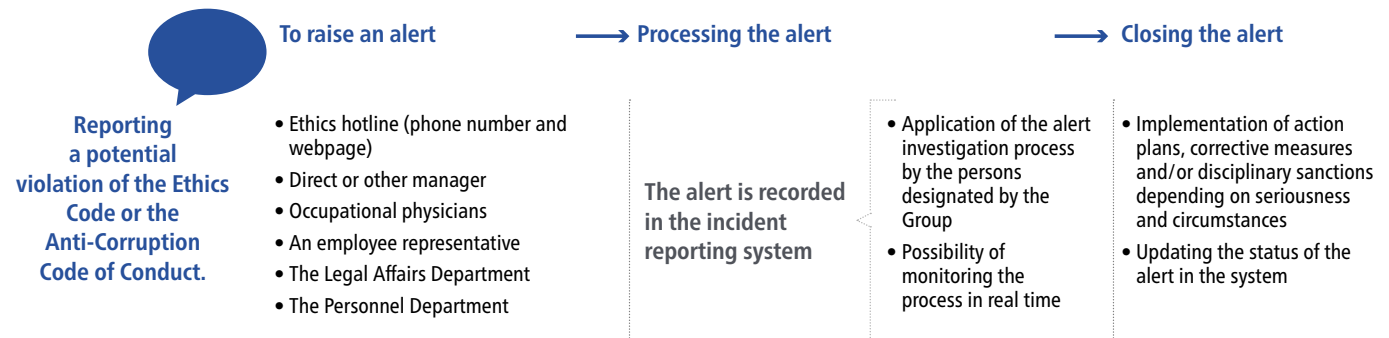 To raise an alert
Processing the alert
Closing the alert
Reporting
a potential
violation of the Ethics
Code or the
Anti-Corruption
Code of Conduct.
• Ethics hotline (phone number and
webpage)
• Direct or other manager
• Occupational physicians
• An employee representative
• The Legal Affairs Department
• The Personnel Department
The alert is recorded
in the incident
reporting system
• Application of the alert
investigation process
by the persons
designated by the
Group
• Possibility of
monitoring the
process in real time
• Implementation of action
plans, corrective measures
and/or disciplinary sanctions
depending on seriousness
and circumstances
• Updating the status of the
alert in the system